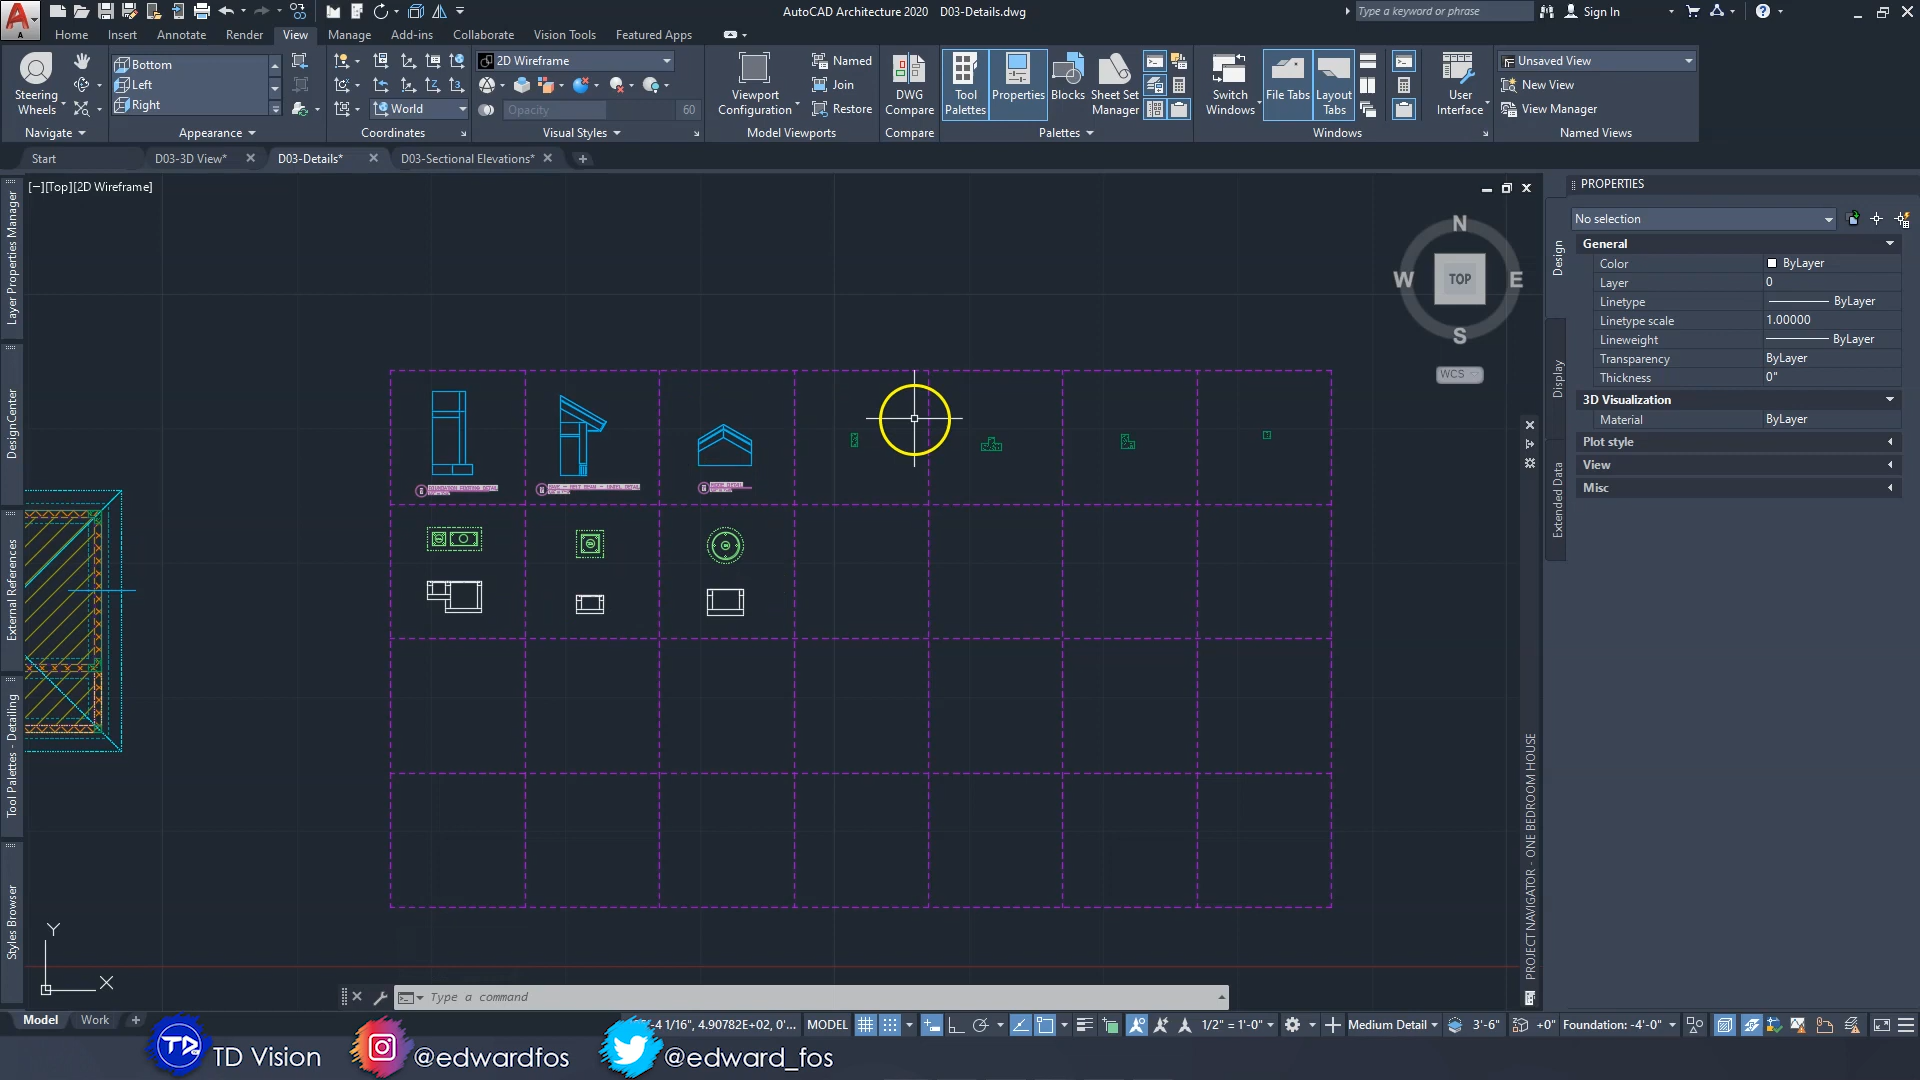 AutoCAD Architecture 2020 D03-Details.dwg
Type a keyword or phrase
Sign In
Home Insert Annotate Render View Manage Add-ins Collaborate Vision Tools Featured Apps
Steering Wheels
Bottom
Left
Right
World
2D Wireframe
Opacity 60
Viewport Configuration
Named
Join
Restore
DWG Compare
Tool Palettes
Properties
Blocks
Sheet Set Manager
Switch Windows
File Tabs
Layout Tabs
User Interface
Unsaved View
New View
View Manager
Navigate Appearance Coordinates Visual Styles Model Viewports Compare Palettes Windows Named Views
Start D03-3D View* D03-Details* D03-Sectional Elevations*
[−][Top][2D Wireframe]
Layer Properties Manager
DesignCenter
External References
Tool Palettes - Detailing
Styles Browser
N
W TOP E
S
WCS
PROPERTIES
No selection
General
Color ByLayer
Layer 0
Linetype ByLayer
Linetype scale 1.00000
Lineweight ByLayer
Transparency ByLayer
Thickness 0"
3D Visualization
Material ByLayer
Plot style
View
Misc
Design
Display
Extended Data
PROJECT NAVIGATOR - ONE BEDROOM HOUSE
Y
X
Type a command
Model Work
-4 1/16", 4.90782E+02, 0'... MODEL 1/2" = 1'-0" Medium Detail 3'-6" +0" Foundation: -4'-0"
TD Vision @edwardfos @edward_fos